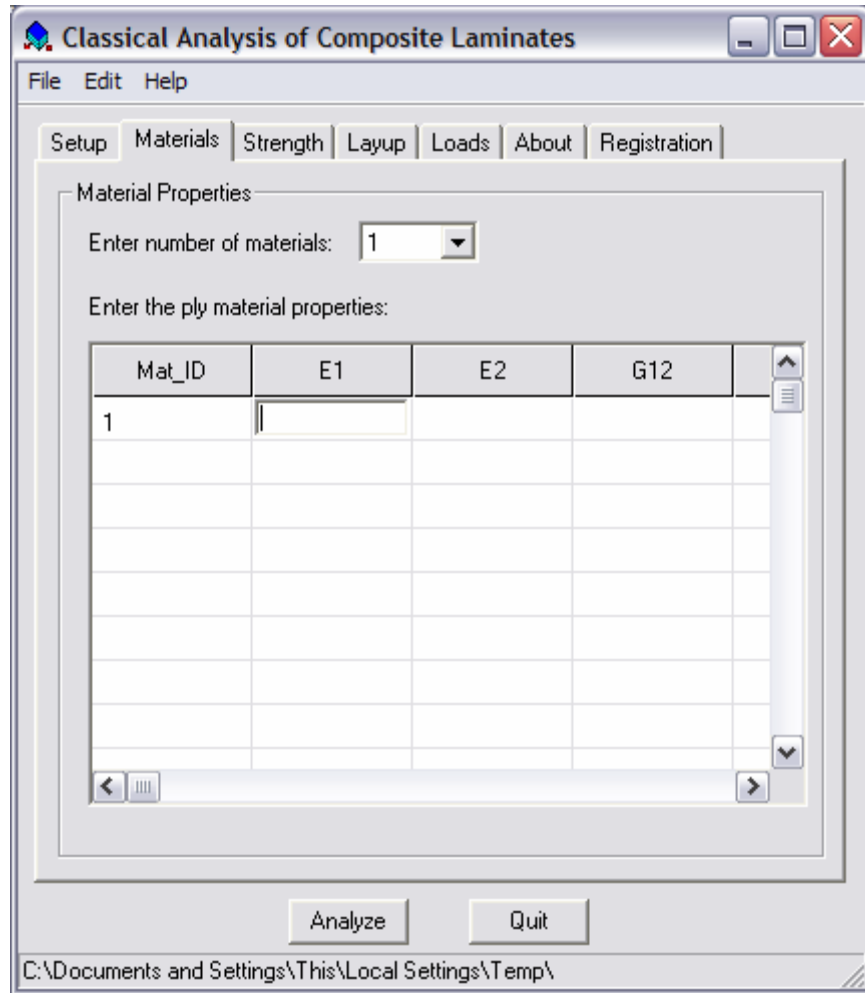 Classical Analysis of Composite Laminates
File Edit Help
Setup Materials Strength Layup Loads About Registration
Material Properties
Enter number of materials: 1
Enter the ply material properties:
Mat_ID E1 E2 G12
1
Analyze Quit
C:\Documents and Settings\This\Local Settings\Temp\